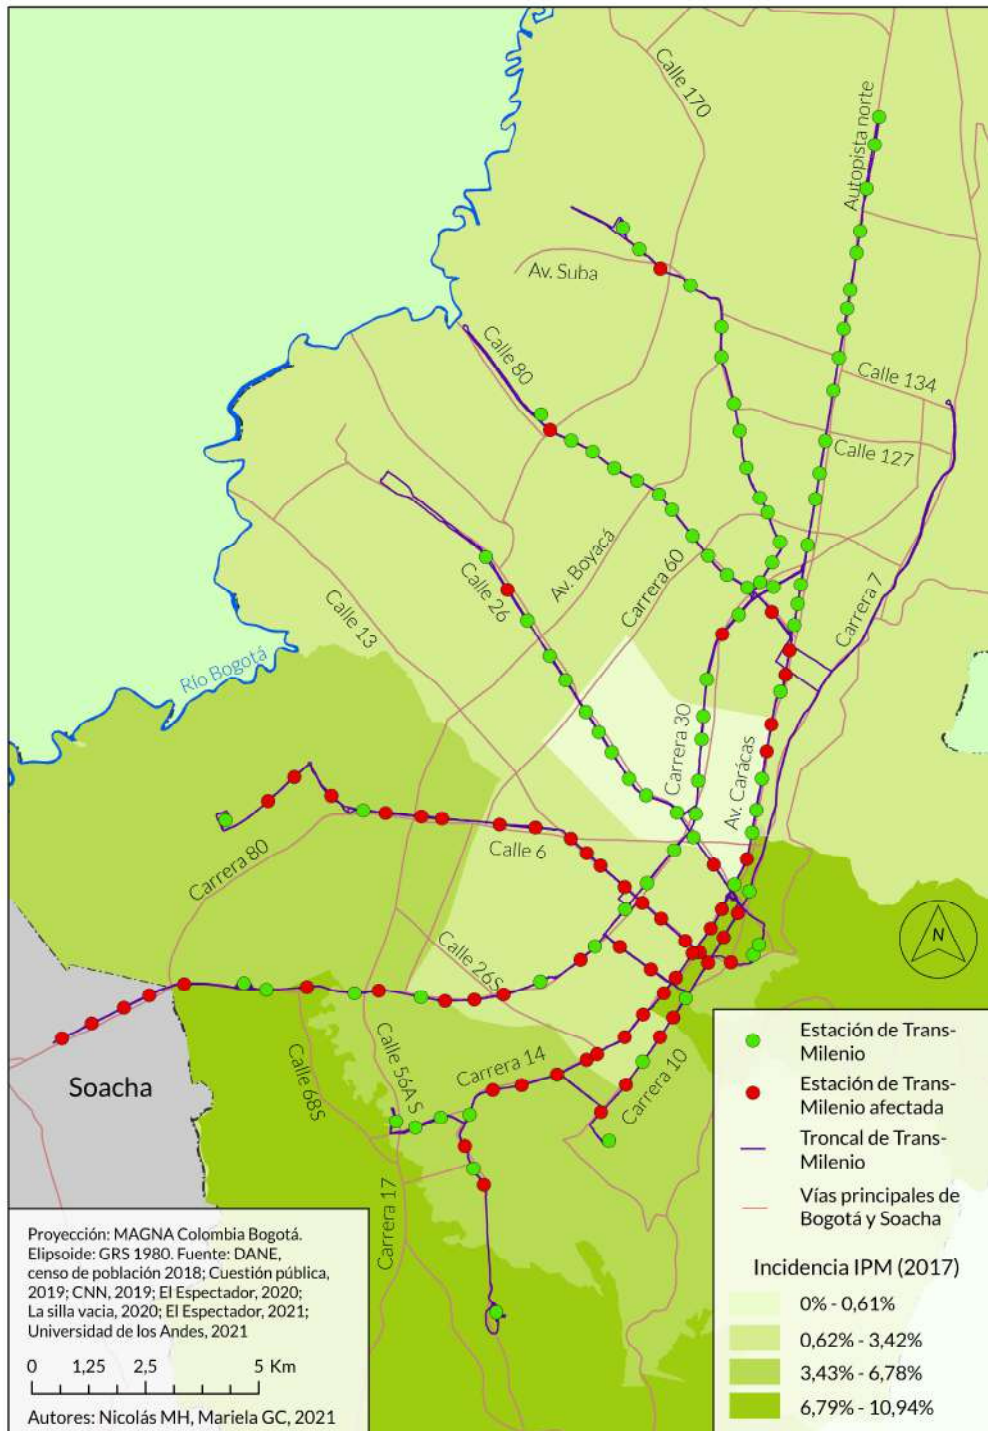 Calle 170
Autopista norte
Av. Suba
Calle 80
Calle 134
Calle 127
Av. Boyacá
Carrera 60
Calle 26
Carrera 7
Calle 13
Río Bogotá
Carrera 30
Av. Carácas
Calle 6
Carrera 80
Calle 26S
N
Soacha
Carrera 14
Carrera 10
Calle 68S
Calle 56A S
Carrera 17
Estación de Trans-
Milenio
Estación de Trans-
Milenio afectada
Troncal de Trans-
Milenio
Vías principales de
Bogotá y Soacha
Incidencia IPM (2017)
0% - 0,61%
0,62% - 3,42%
3,43% - 6,78%
6,79% - 10,94%
Proyección: MAGNA Colombia Bogotá.
Elipsoide: GRS 1980. Fuente: DANE,
censo de población 2018; Cuestión pública,
2019; CNN, 2019; El Espectador, 2020;
La silla vacia, 2020; El Espectador, 2021;
Universidad de los Andes, 2021
0 1,25 2,5 5 Km
Autores: Nicolás MH, Mariela GC, 2021